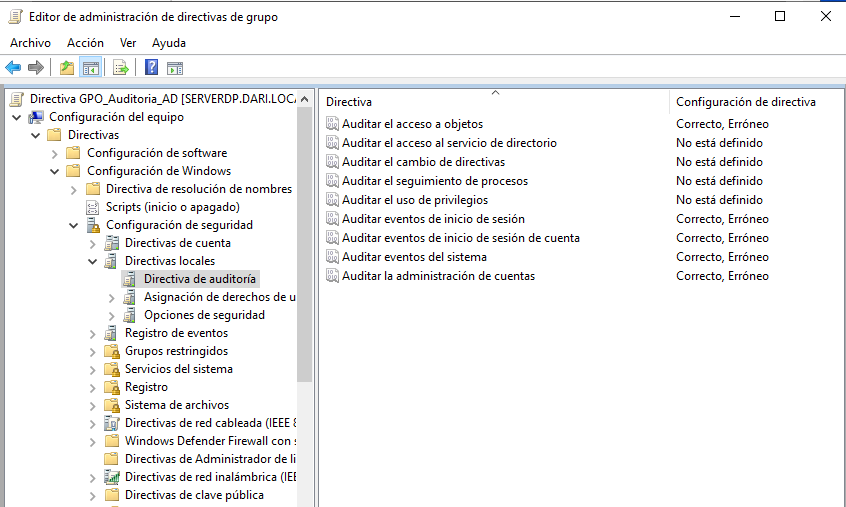 Editor de administración de directivas de grupo
Archivo Acción Ver Ayuda
Directiva GPO_Auditoria_AD [SERVERDP.DARI.LOCA
Configuración del equipo
Directivas
Configuración de software
Configuración de Windows
Directiva de resolución de nombres
Scripts (inicio o apagado)
Configuración de seguridad
Directivas de cuenta
Directivas locales
Directiva de auditoría
Asignación de derechos de u
Opciones de seguridad
Registro de eventos
Grupos restringidos
Servicios del sistema
Registro
Sistema de archivos
Directivas de red cableada (IEEE 8
Windows Defender Firewall con s
Directivas de Administrador de li
Directivas de red inalámbrica (IEE
Directivas de clave pública
Directiva Configuración de directiva
Auditar el acceso a objetos Correcto, Erróneo
Auditar el acceso al servicio de directorio No está definido
Auditar el cambio de directivas No está definido
Auditar el seguimiento de procesos No está definido
Auditar el uso de privilegios No está definido
Auditar eventos de inicio de sesión Correcto, Erróneo
Auditar eventos de inicio de sesión de cuenta Correcto, Erróneo
Auditar eventos del sistema Correcto, Erróneo
Auditar la administración de cuentas Correcto, Erróneo